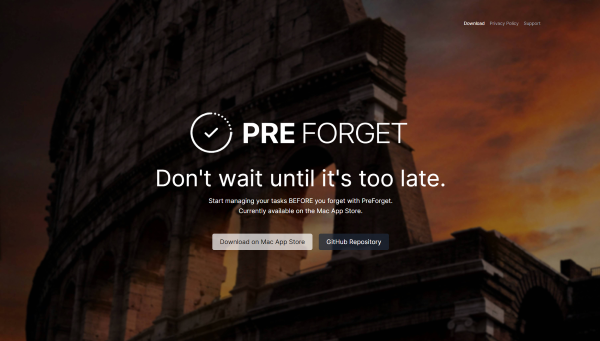 Download Privacy Policy Support
PRE FORGET
Don't wait until it's too late.
Start managing your tasks BEFORE you forget with PreForget.
Currently available on the Mac App Store.
Download on Mac App Store GitHub Repository